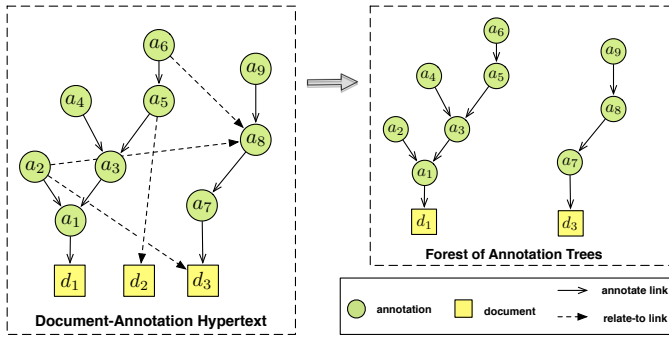 a6
a9
a4
a5
a8
a2
a3
a7
a1
d1
d2
d3
Document-Annotation Hypertext
a6
a9
a4
a5
a8
a2
a3
a7
a1
d1
d3
Forest of Annotation Trees
annotation
document
annotate link
relate-to link